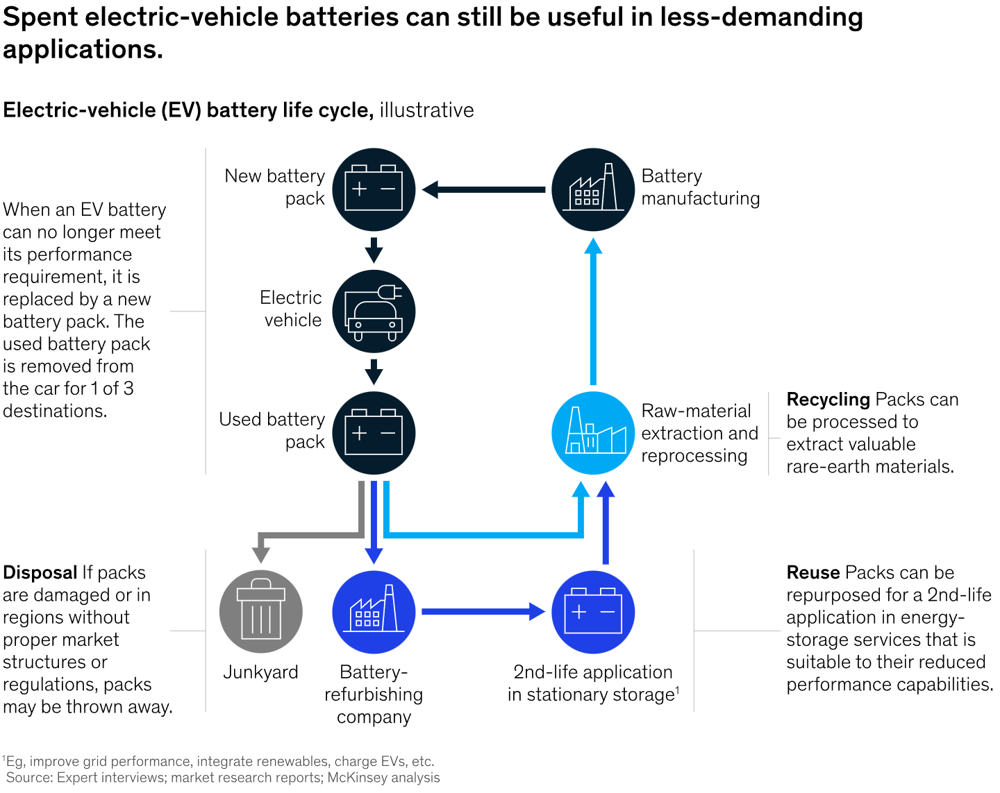 Spent electric-vehicle batteries can still be useful in less-demanding
applications.
Electric-vehicle (EV) battery life cycle, illustrative
When an EV battery
can no longer meet
its performance
requirement, it is
replaced by a new
battery pack. The
used battery pack
is removed from
the car for 1 of 3
destinations.
New battery
pack
Battery
manufacturing
Electric
vehicle
Used battery
pack
Raw-material
extraction and
reprocessing
Recycling Packs can
be processed to
extract valuable
rare-earth materials.
Disposal If packs
are damaged or in
regions without
proper market
structures or
regulations, packs
may be thrown away.
Junkyard
Battery-
refurbishing
company
2nd-life application
in stationary storage¹
Reuse Packs can be
repurposed for a 2nd-life
application in energy-
storage services that is
suitable to their reduced
performance capabilities.
¹Eg, improve grid performance, integrate renewables, charge EVs, etc.
Source: Expert interviews; market research reports; McKinsey analysis